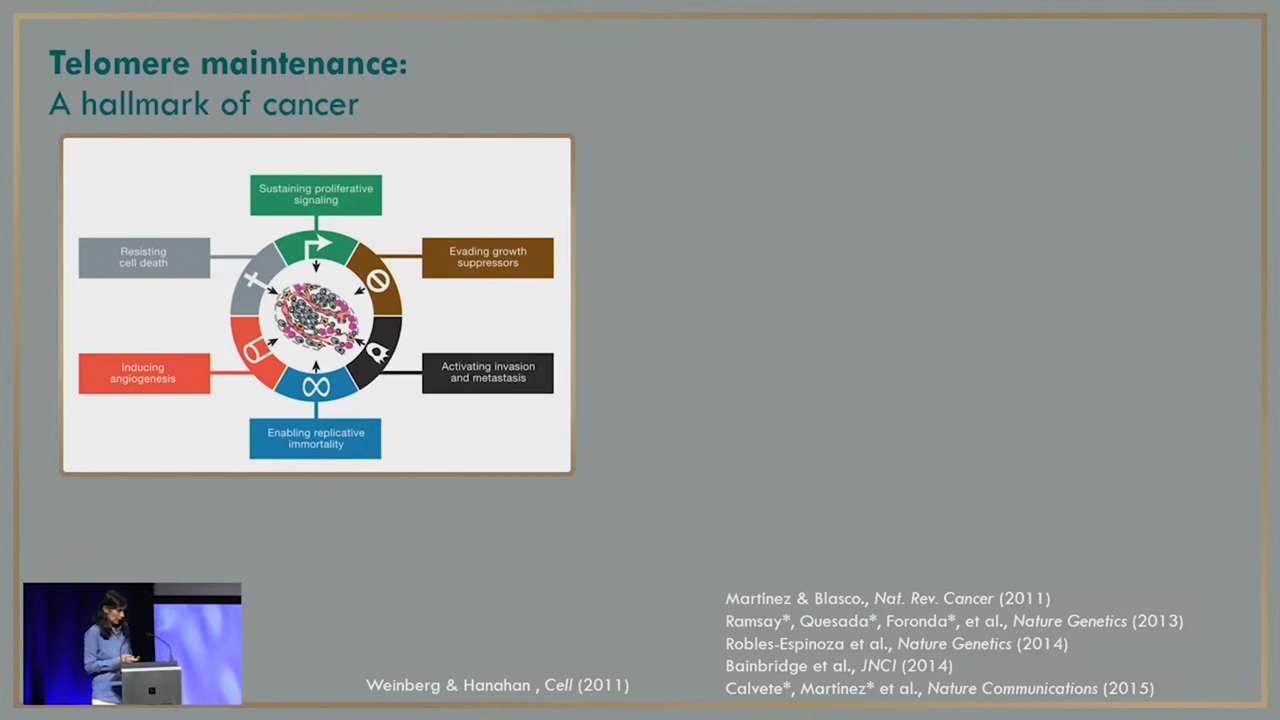 Telomere maintenance:
A hallmark of cancer
Sustaining proliferative
signaling
Resisting
cell death
Evading growth
suppressors
Inducing
angiogenesis
Activating invasion
and metastasis
Enabling replicative
immortality
Weinberg & Hanahan , Cell (2011)
Martínez & Blasco., Nat. Rev. Cancer (2011)
Ramsay*, Quesada*, Foronda*, et al., Nature Genetics (2013)
Robles-Espinoza et al., Nature Genetics (2014)
Bainbridge et al., JNCI (2014)
Calvete*, Martínez* et al., Nature Communications (2015)